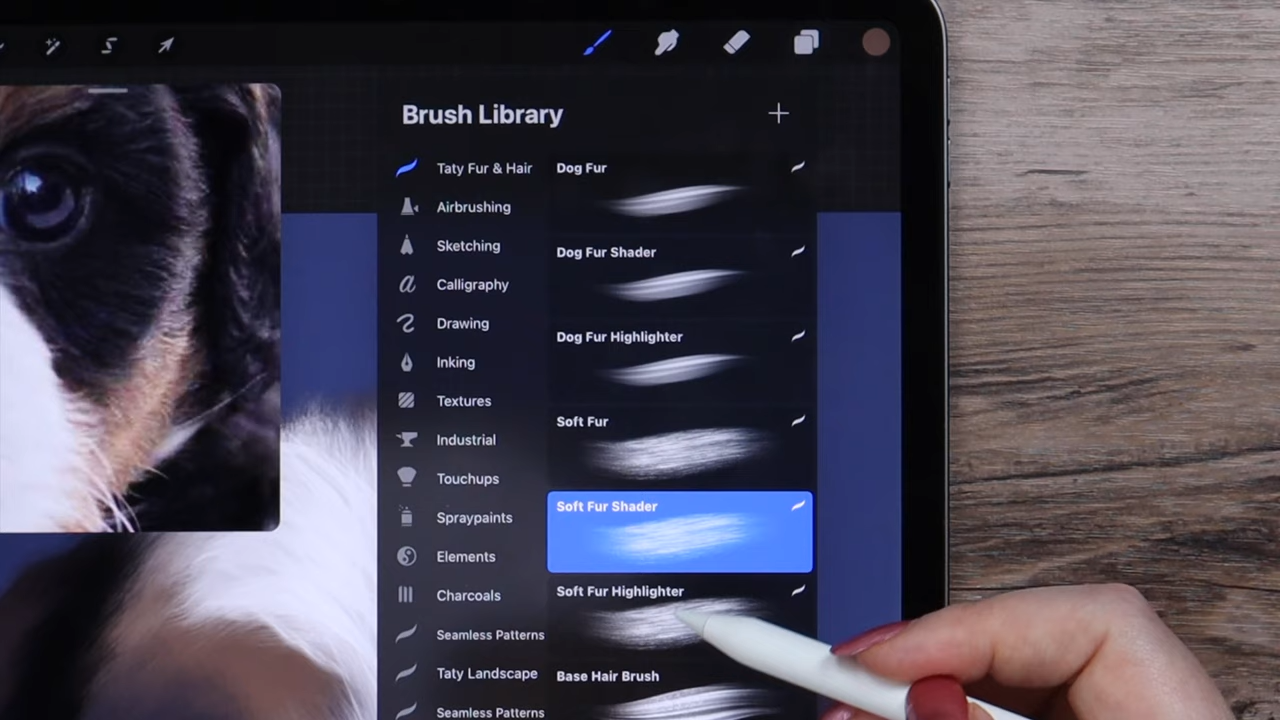 Brush Library
Taty Fur & Hair
Airbrushing
Sketching
Calligraphy
Drawing
Inking
Textures
Industrial
Touchups
Spraypaints
Elements
Charcoals
Seamless Patterns
Taty Landscape
Seamless Patterns
Dog Fur
Dog Fur Shader
Dog Fur Highlighter
Soft Fur
Soft Fur Shader
Soft Fur Highlighter
Base Hair Brush